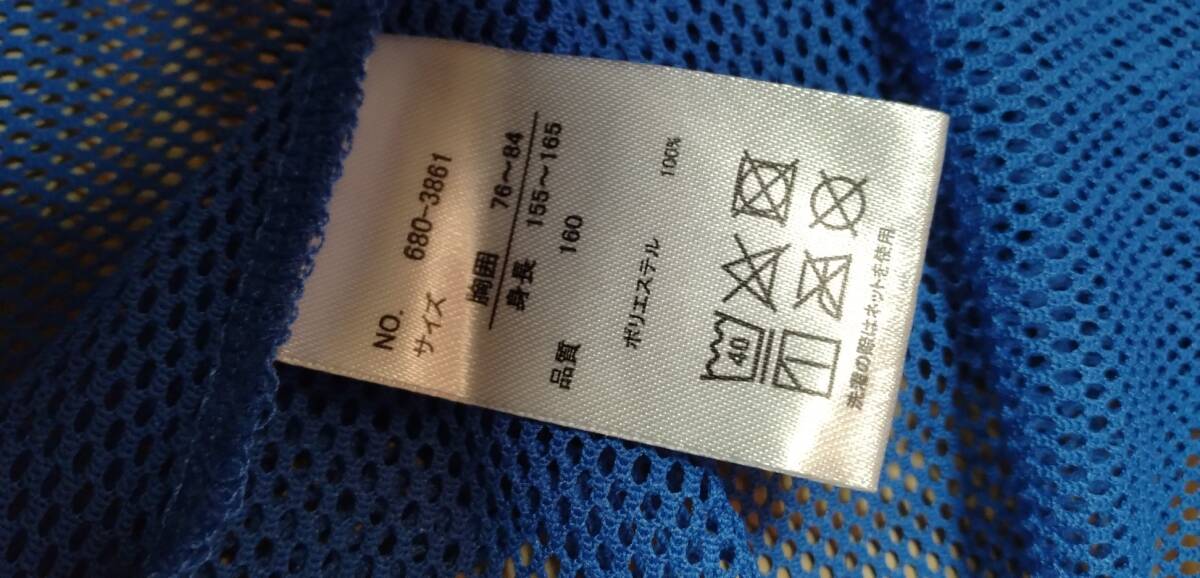 NO. 680-3861
サイズ
胸囲 76～84
身長 155～165
160
品質
ポリエステル 100%
40
洗濯の際はネットを使用